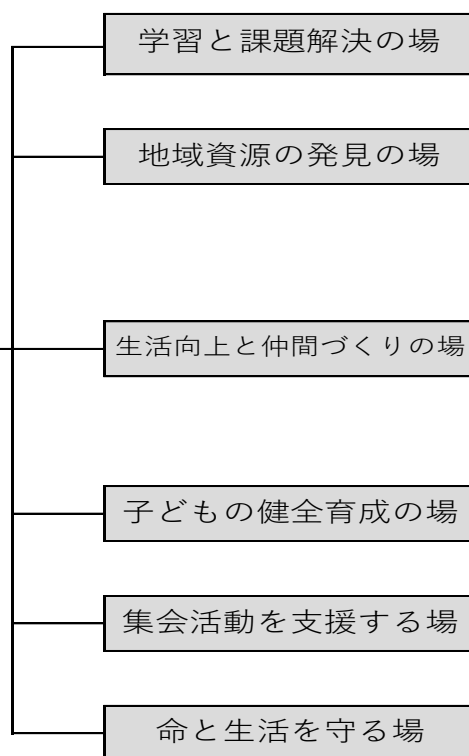 学習と課題解決の場
地域資源の発見の場
生活向上と仲間づくりの場
子どもの健全育成の場
集会活動を支援する場
命と生活を守る場